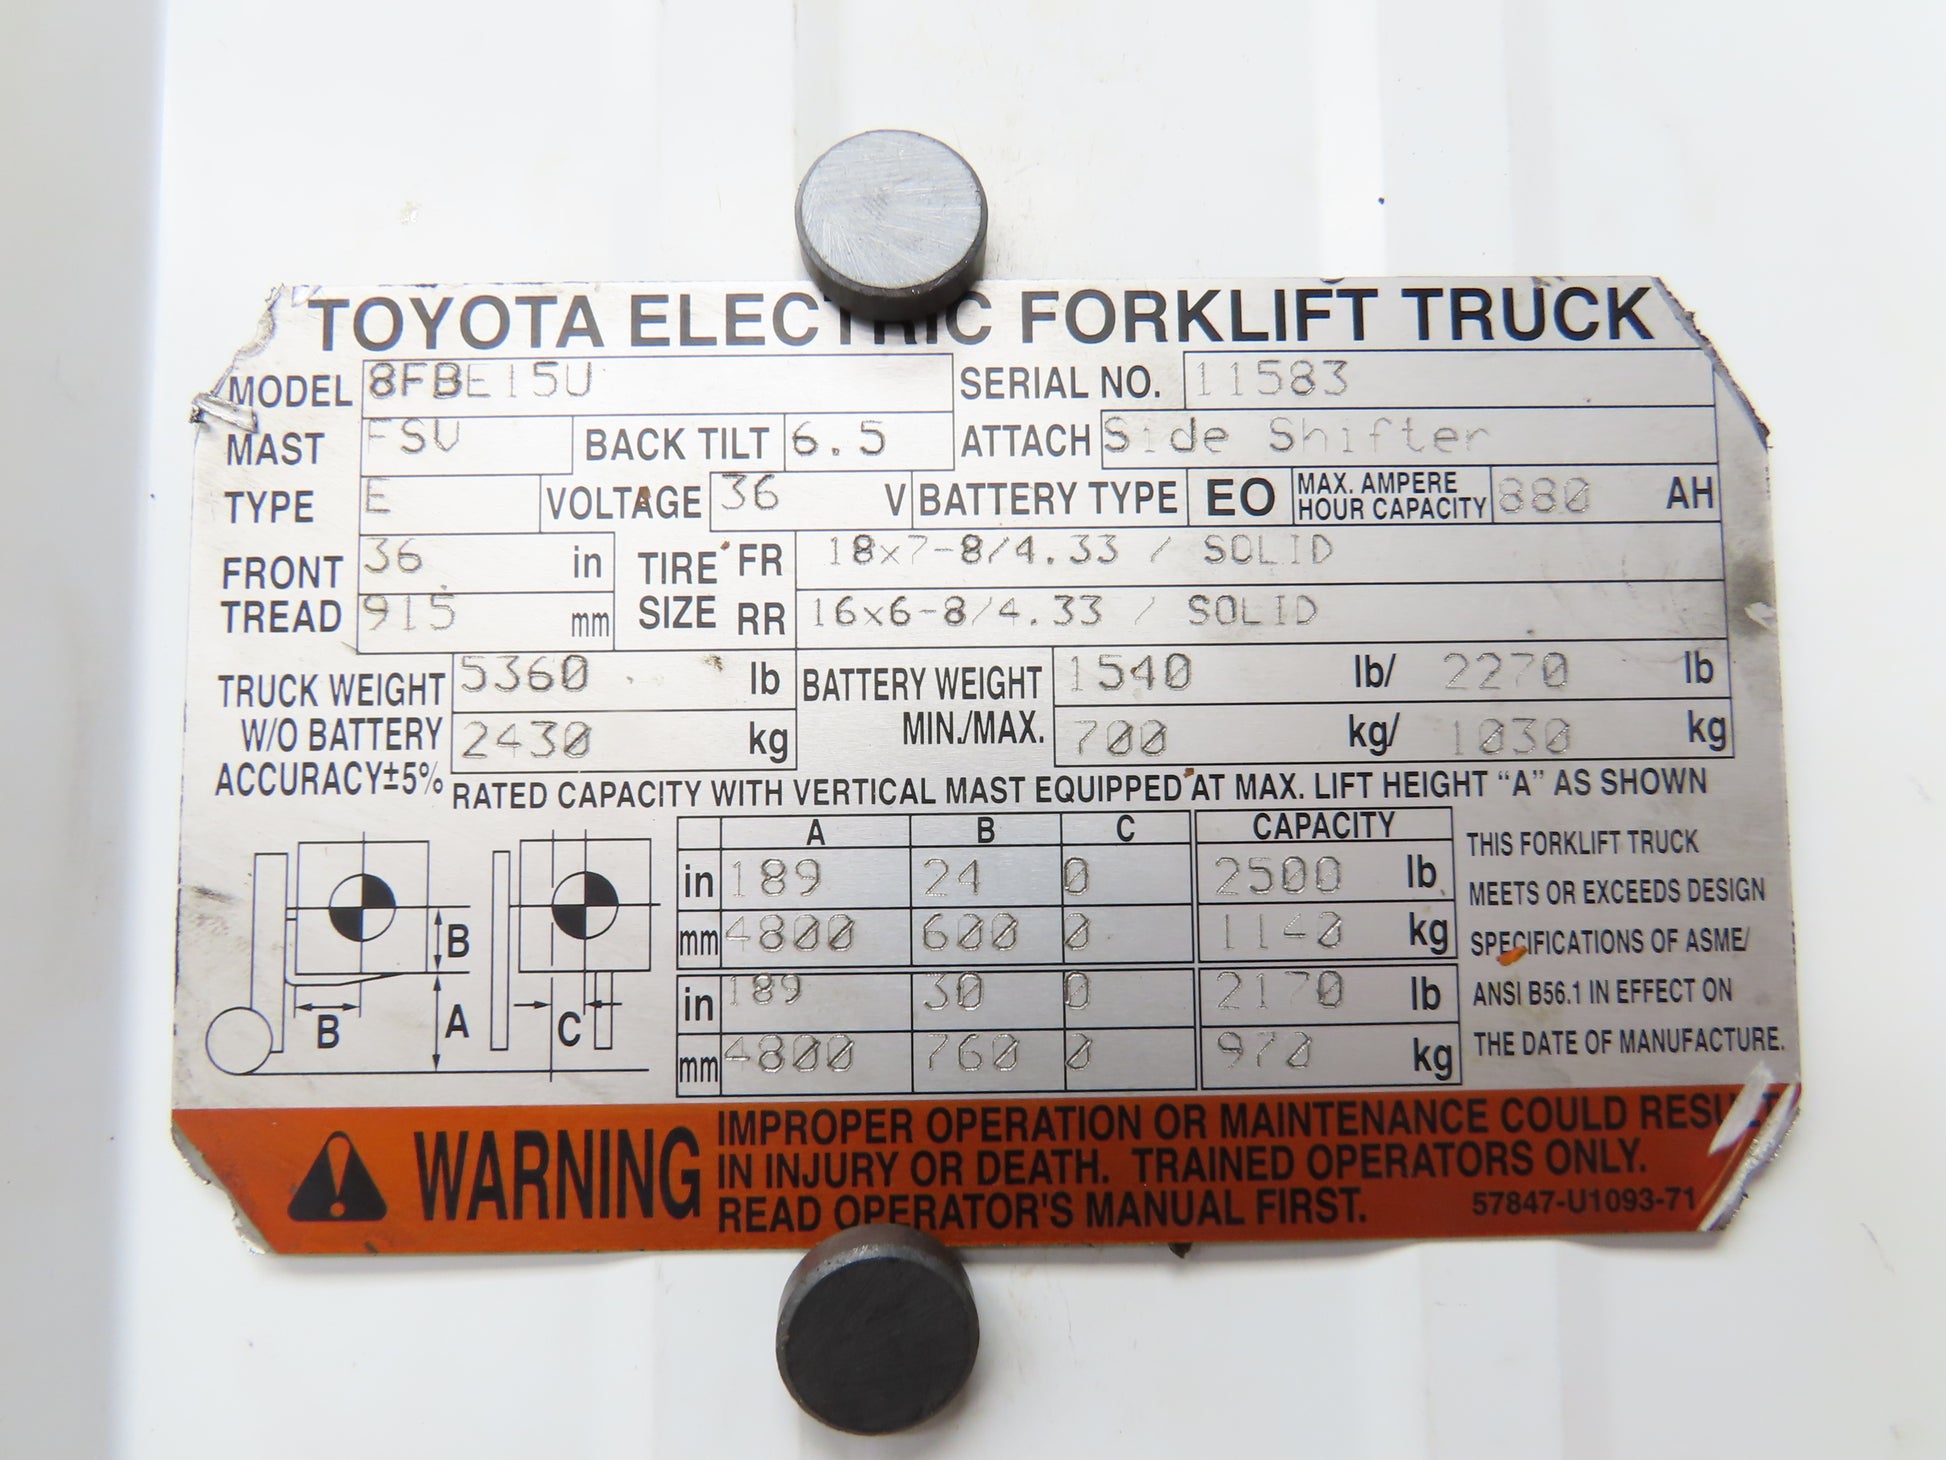 TOYOTA ELECTRIC FORKLIFT TRUCK
MODEL 8FBE15U SERIAL NO. 11583
MAST FSV BACK TILT 6.5 ATTACH Side Shifter
TYPE E VOLTAGE 36 V BATTERY TYPE EO MAX. AMPERE HOUR CAPACITY 880 AH
FRONT TREAD 36 in TIRE SIZE FR 18x7-8/4.33 / SOLID
915 mm RR 16x6-8/4.33 / SOLID
TRUCK WEIGHT W/O BATTERY ACCURACY±5% 5360 lb BATTERY WEIGHT MIN./MAX. 1540 lb/ 2270 lb
2430 kg 700 kg/ 1030 kg
RATED CAPACITY WITH VERTICAL MAST EQUIPPED AT MAX. LIFT HEIGHT "A" AS SHOWN
A B C CAPACITY
in 189 24 0 2500 lb
mm 4800 600 0 1140 kg
in 189 30 0 2170 lb
mm 4800 760 0 970 kg
B
B
A
C
THIS FORKLIFT TRUCK
MEETS OR EXCEEDS DESIGN
SPECIFICATIONS OF ASME/
ANSI B56.1 IN EFFECT ON
THE DATE OF MANUFACTURE.
WARNING
IMPROPER OPERATION OR MAINTENANCE COULD RESULT
IN INJURY OR DEATH. TRAINED OPERATORS ONLY.
READ OPERATOR'S MANUAL FIRST. 57847-U1093-71